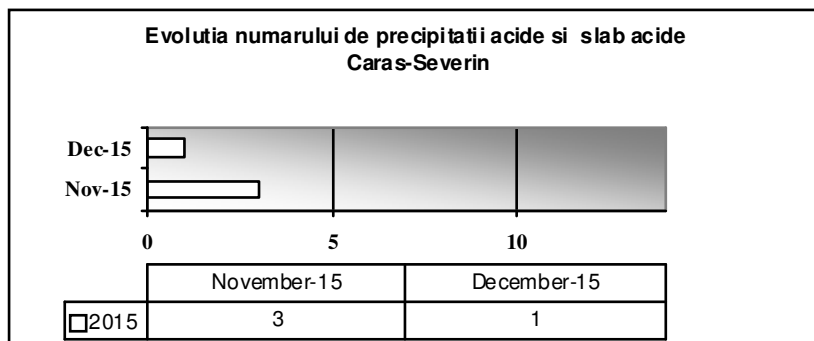 Evolutia numarului de precipitatii acide si slab acide
Caras-Severin
Dec-15
Nov-15
0 5 10
November-15 December-15
2015 3 1